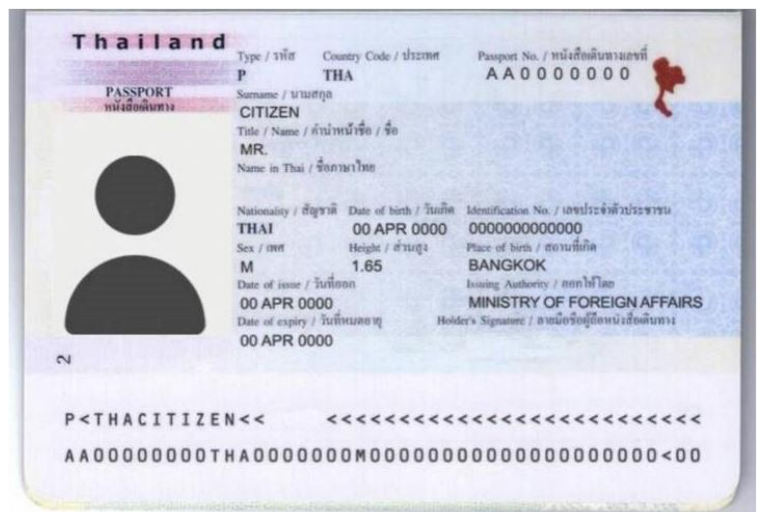 Thailand
PASSPORT
หนังสือเดินทาง
Type / รหัส Country Code / ประเทศ Passport No. / หนังสือเดินทางเลขที่
P THA AA0000000
Surname / นามสกุล
CITIZEN
Title / Name / คำนำหน้าชื่อ / ชื่อ
MR.
Name in Thai / ชื่อภาษาไทย
Nationality / สัญชาติ Date of birth / วันเกิด Identification No. / เลขประจำตัวประชาชน
THAI 00 APR 0000 0000000000000
Sex / เพศ Height / ส่วนสูง Place of birth / สถานที่เกิด
M 1.65 BANGKOK
Date of issue / วันที่ออก Issuing Authority / ออกให้โดย
00 APR 0000 MINISTRY OF FOREIGN AFFAIRS
Date of expiry / วันที่หมดอายุ Holder's Signature / ลายมือชื่อผู้ถือหนังสือเดินทาง
00 APR 0000
2
P<THACITIZEN<< <<<<<<<<<<<<<<<<<<<<<<<<<<
AA00000000THA0000000M00000000000000000000<00